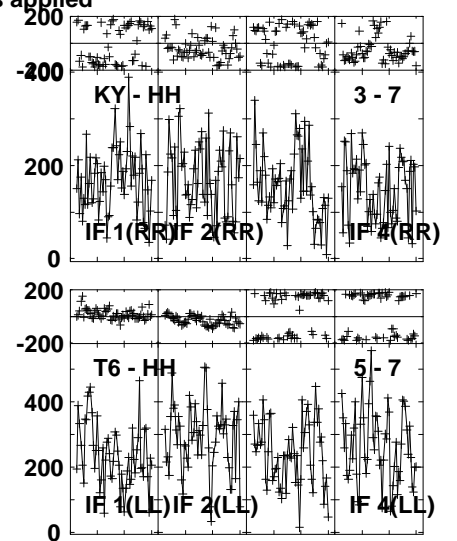 s applied
200
-200
400
KY - HH 3 - 7
200
IF 1(RR) IF 2(RR) IF 4(RR)
0
200
-200
T6 - HH 5 - 7
400
200
IF 1(LL) IF 2(LL) IF 4(LL)
0